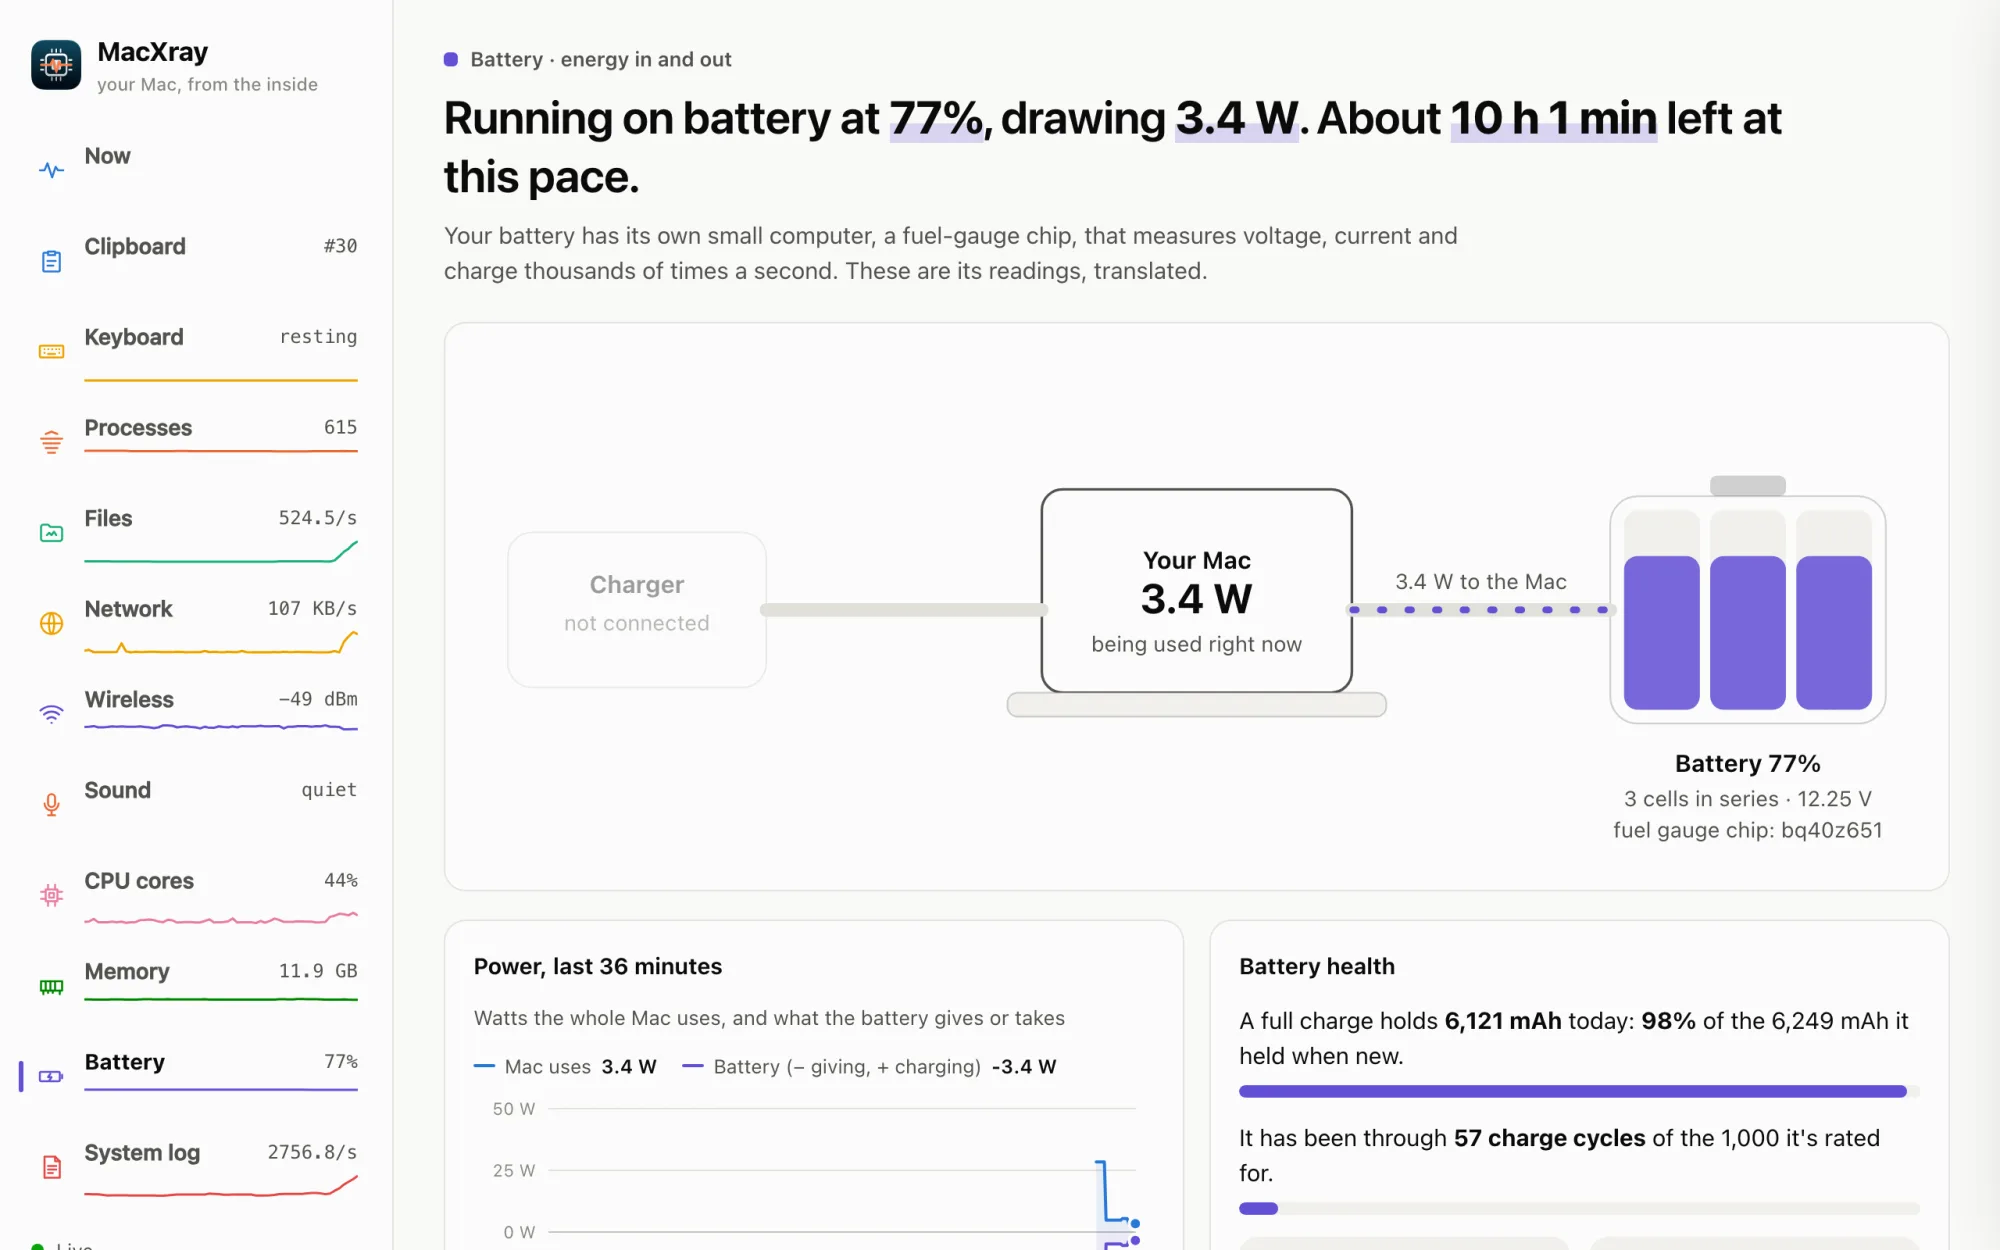 MacXray
your Mac, from the inside
Now
Clipboard #30
Keyboard resting
Processes 615
Files 524.5/s
Network 107 KB/s
Wireless −49 dBm
Sound quiet
CPU cores 44%
Memory 11.9 GB
Battery 77%
System log 2756.8/s
Live
Battery · energy in and out
Running on battery at 77%, drawing 3.4 W. About 10 h 1 min left at
this pace.
Your battery has its own small computer, a fuel-gauge chip, that measures voltage, current and
charge thousands of times a second. These are its readings, translated.
Charger
not connected
Your Mac
3.4 W
being used right now
3.4 W to the Mac
Battery 77%
3 cells in series · 12.25 V
fuel gauge chip: bq40z651
Power, last 36 minutes
Watts the whole Mac uses, and what the battery gives or takes
Mac uses 3.4 W Battery (− giving, + charging) -3.4 W
50 W
25 W
0 W
Battery health
A full charge holds 6,121 mAh today: 98% of the 6,249 mAh it
held when new.
It has been through 57 charge cycles of the 1,000 it's rated
for.